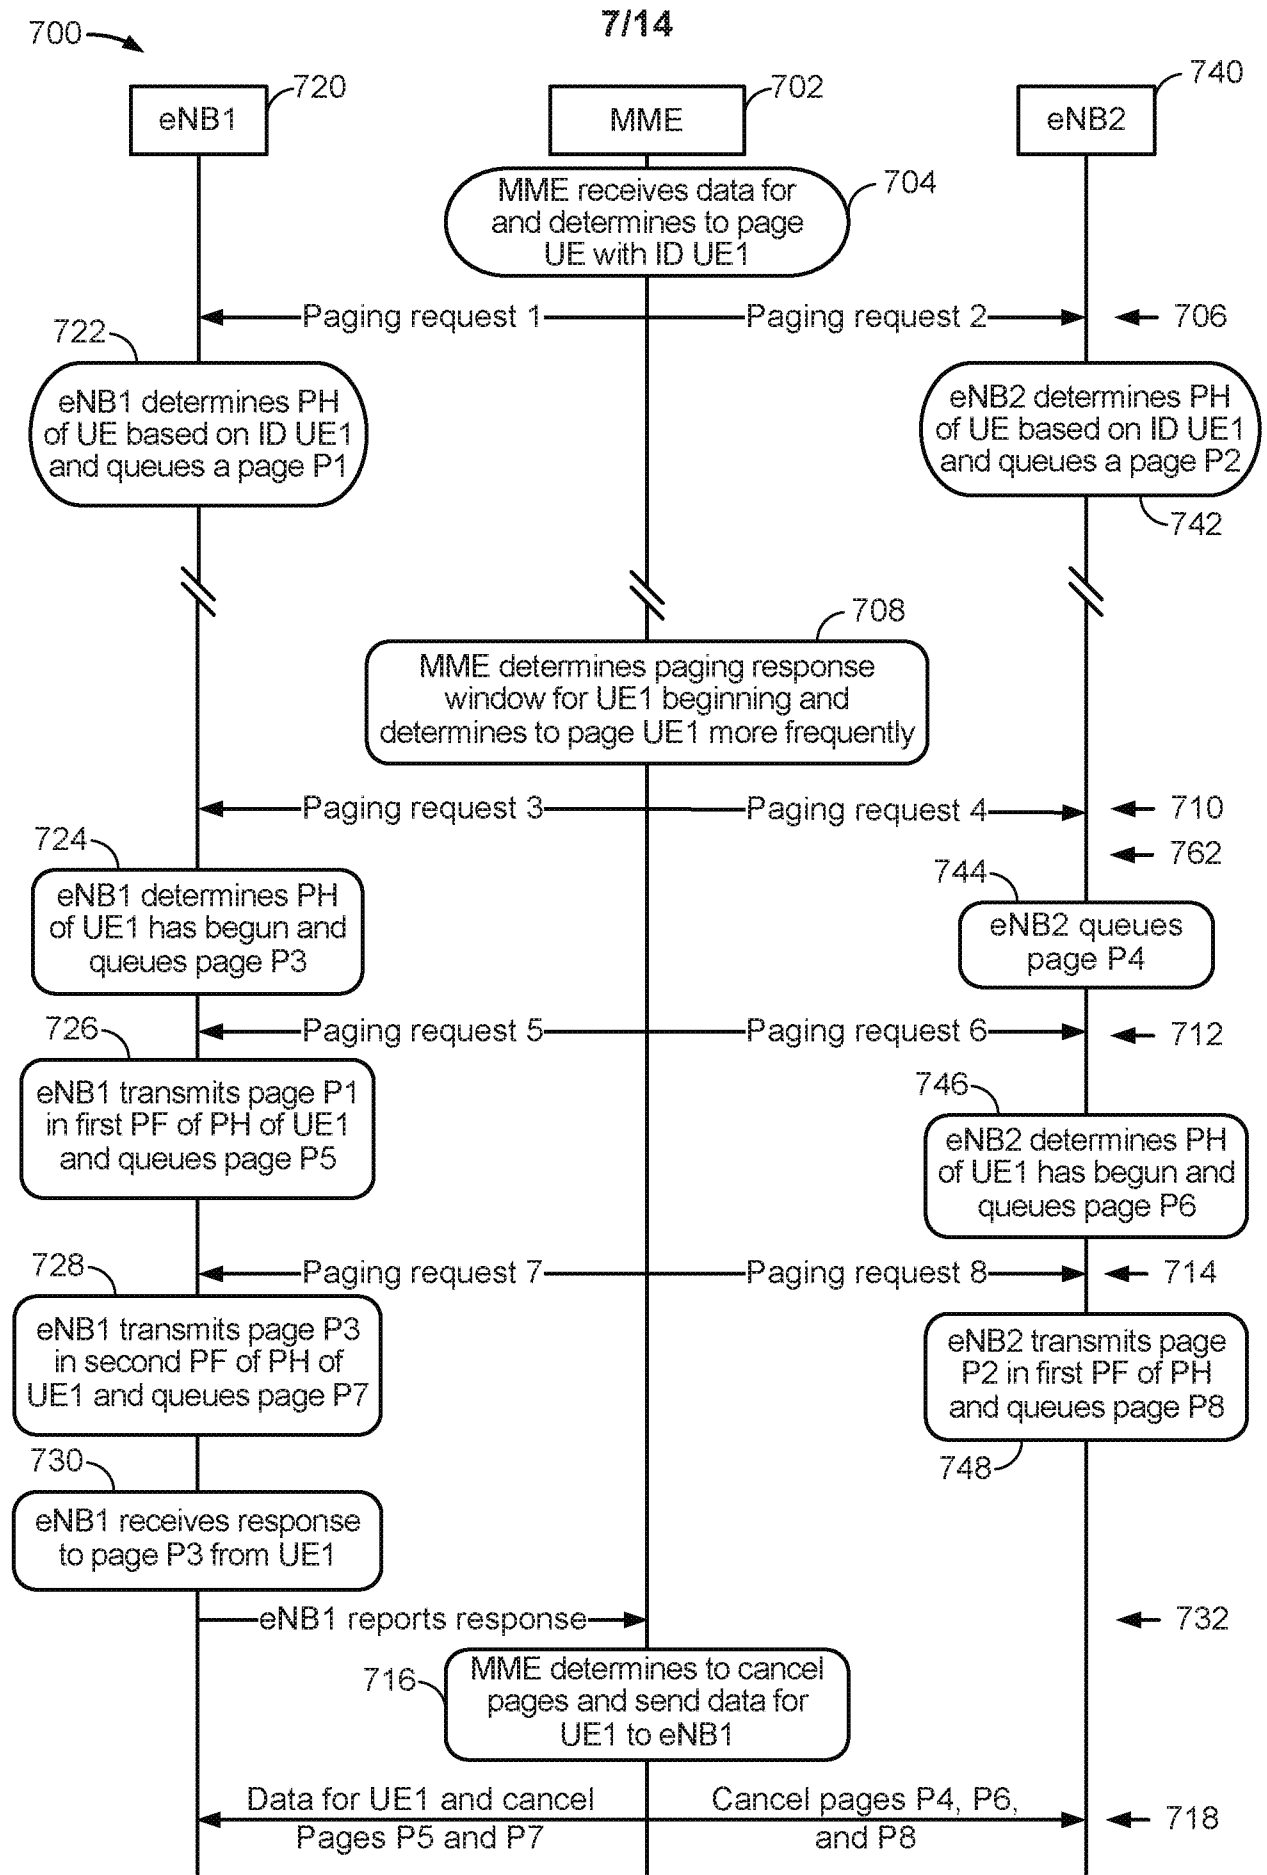 7/14
700
720
702
740
eNB1
MME
eNB2
MME receives data for
and determines to page
UE with ID UE1
704
Paging request 1
Paging request 2
706
722
eNB1 determines PH
of UE based on ID UE1
and queues a page P1
eNB2 determines PH
of UE based on ID UE1
and queues a page P2
742
708
MME determines paging response
window for UE1 beginning and
determines to page UE1 more frequently
Paging request 3
Paging request 4
710
762
724
eNB1 determines PH
of UE1 has begun and
queues page P3
744
eNB2 queues
page P4
Paging request 5
Paging request 6
712
726
eNB1 transmits page P1
in first PF of PH of UE1
and queues page P5
746
eNB2 determines PH
of UE1 has begun and
queues page P6
Paging request 7
Paging request 8
714
728
eNB1 transmits page P3
in second PF of PH of
UE1 and queues page P7
eNB2 transmits page
P2 in first PF of PH
and queues page P8
748
730
eNB1 receives response
to page P3 from UE1
eNB1 reports response
732
716
MME determines to cancel
pages and send data for
UE1 to eNB1
Data for UE1 and cancel
Pages P5 and P7
Cancel pages P4, P6,
and P8
718